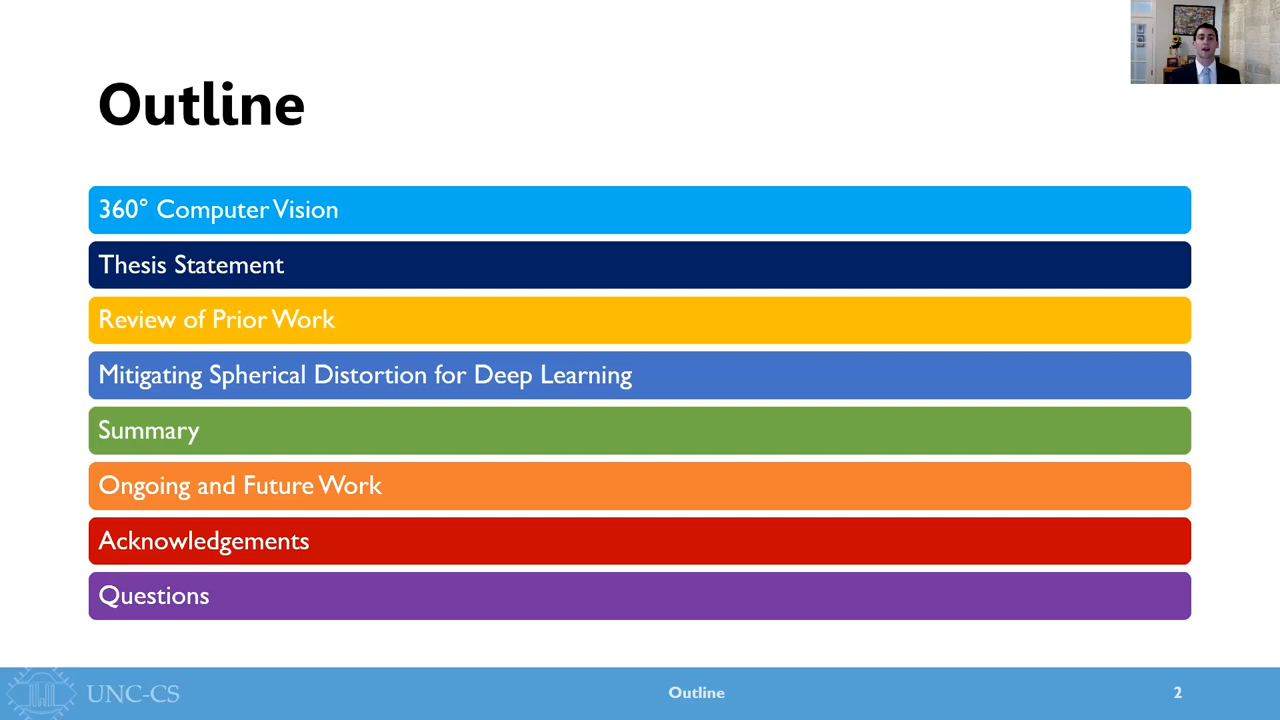 Outline
360° Computer Vision
Thesis Statement
Review of Prior Work
Mitigating Spherical Distortion for Deep Learning
Summary
Ongoing and Future Work
Acknowledgements
Questions
UNC-CS
Outline
2